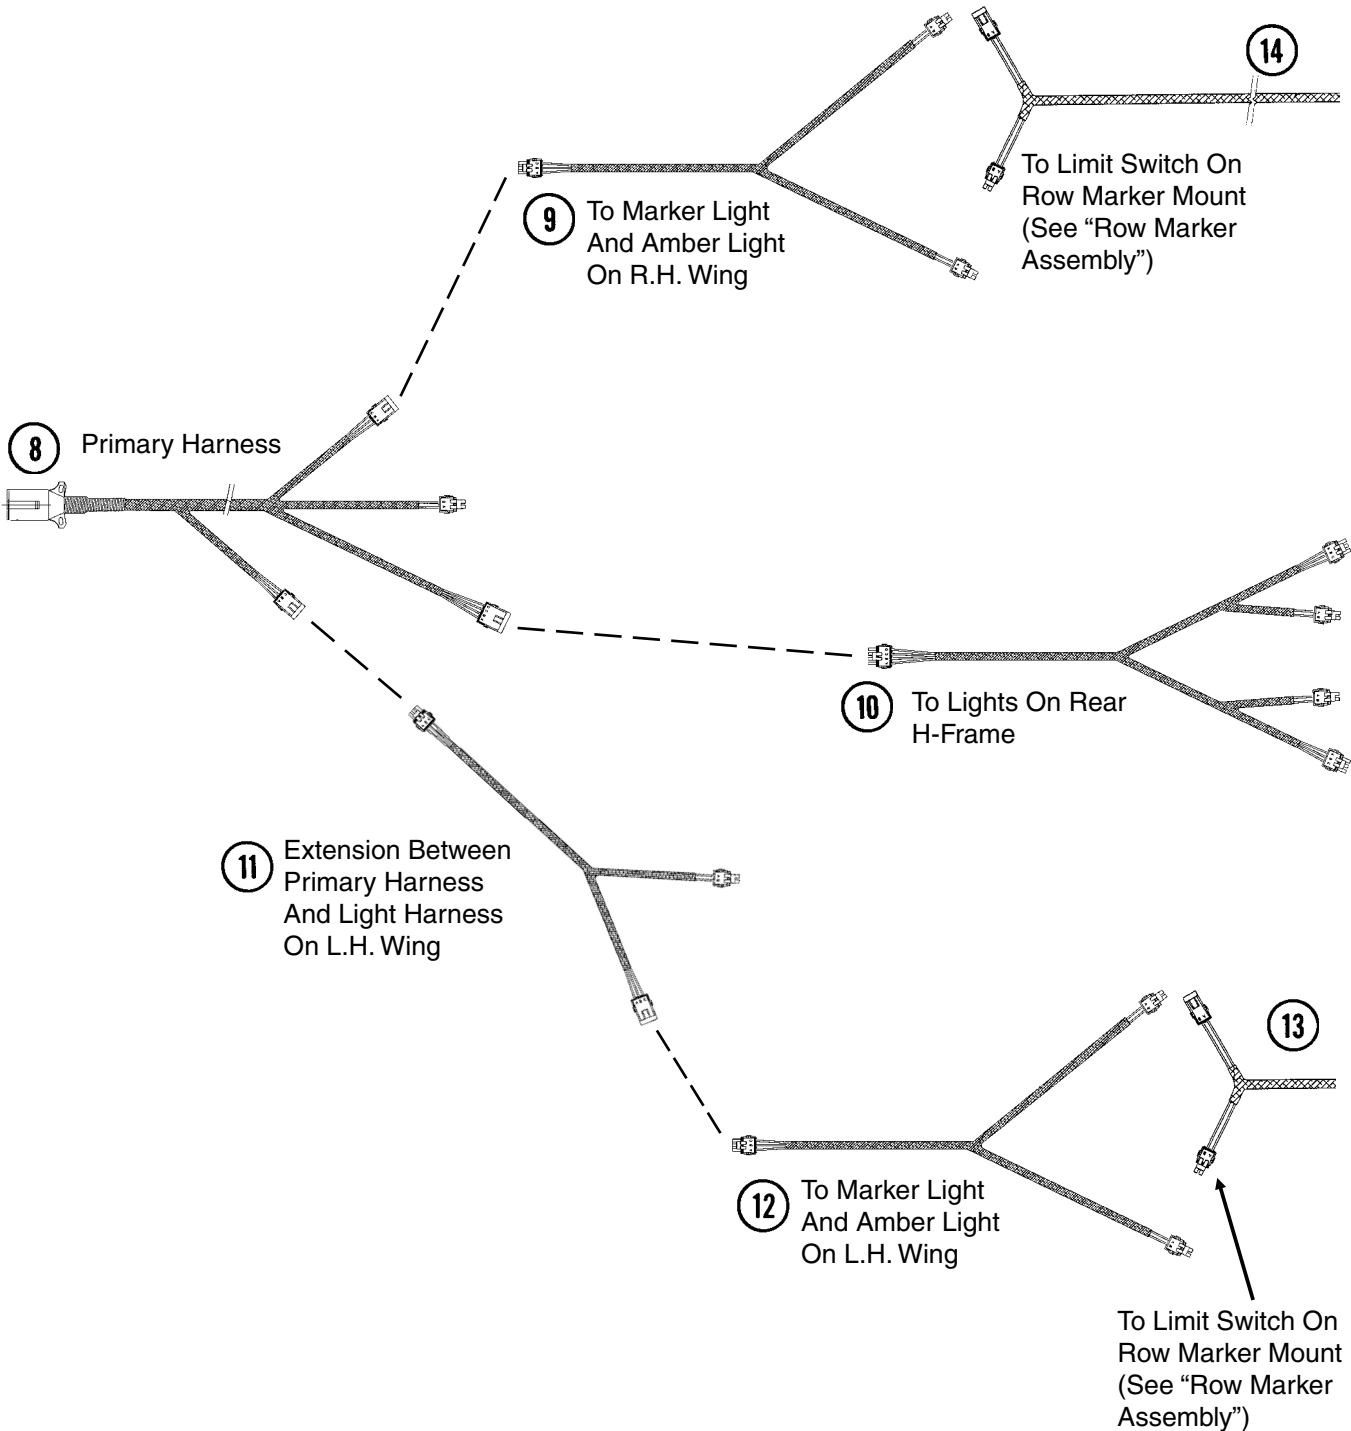 14
To Limit Switch On
Row Marker Mount
(See “Row Marker
Assembly”)
9
To Marker Light
And Amber Light
On R.H. Wing
8
Primary Harness
10
To Lights On Rear
H-Frame
11
Extension Between
Primary Harness
And Light Harness
On L.H. Wing
13
12
To Marker Light
And Amber Light
On L.H. Wing
To Limit Switch On
Row Marker Mount
(See “Row Marker
Assembly”)